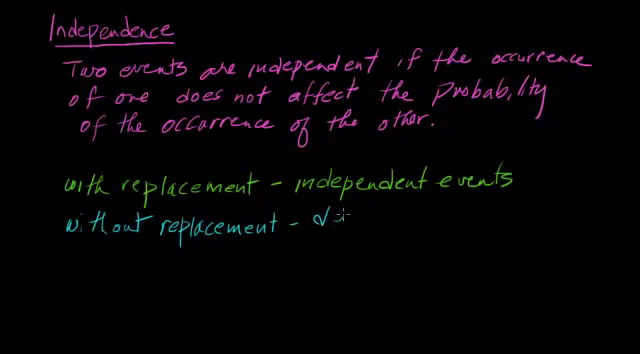 Independence
Two events are independent if the occurrence
of one does not affect the probability
of the occurrence of the other.
with replacement - independent events
without replacement - d